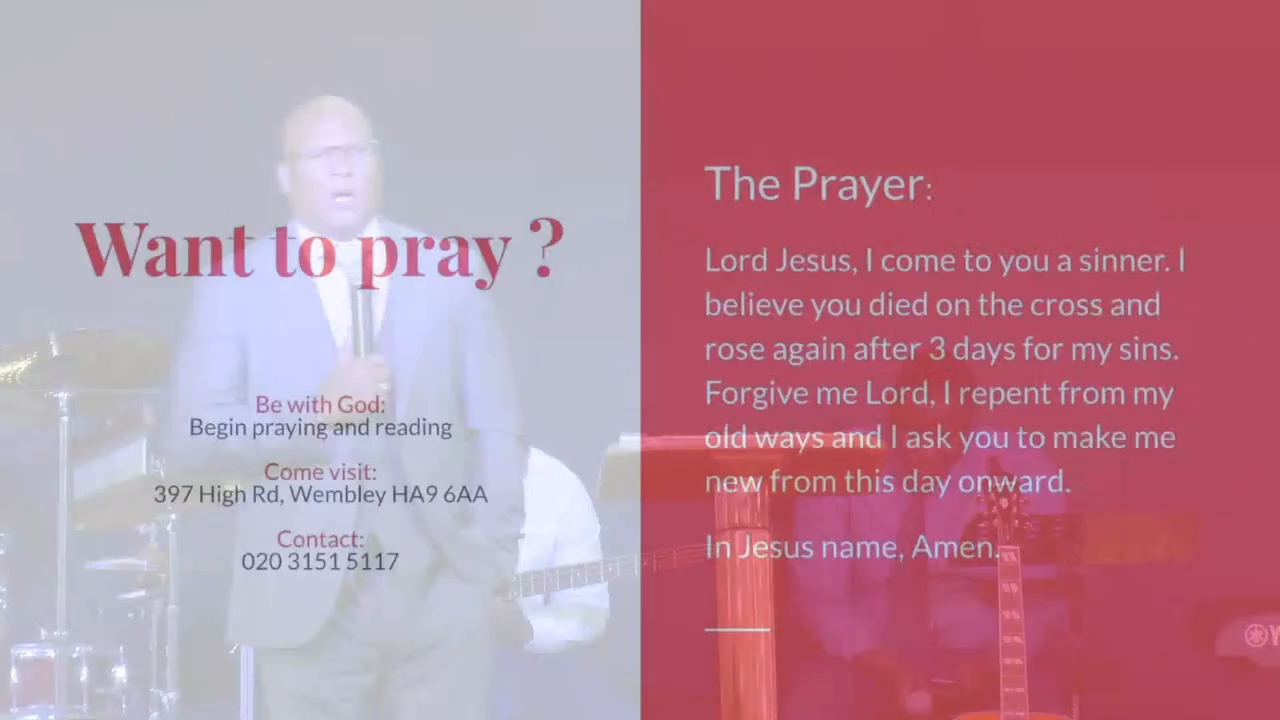 Want to pray ?
Be with God:
Begin praying and reading
Come visit:
397 High Rd, Wembley HA9 6AA
Contact:
020 3151 5117
The Prayer:
Lord Jesus, I come to you a sinner. I
believe you died on the cross and
rose again after 3 days for my sins.
Forgive me Lord, I repent from my
old ways and I ask you to make me
new from this day onward.
In Jesus name, Amen.